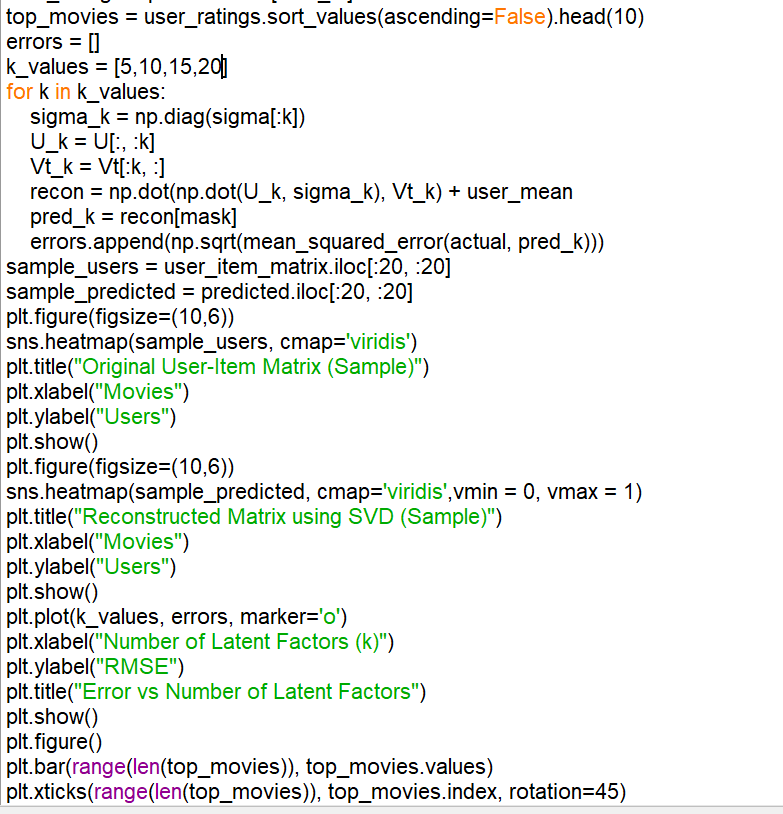 top_movies = user_ratings.sort_values(ascending=False).head(10)
errors = []
k_values = [5,10,15,20]
for k in k_values:
    sigma_k = np.diag(sigma[:k])
    U_k = U[:, :k]
    Vt_k = Vt[:k, :]
    recon = np.dot(np.dot(U_k, sigma_k), Vt_k) + user_mean
    pred_k = recon[mask]
    errors.append(np.sqrt(mean_squared_error(actual, pred_k)))
sample_users = user_item_matrix.iloc[:20, :20]
sample_predicted = predicted.iloc[:20, :20]
plt.figure(figsize=(10,6))
sns.heatmap(sample_users, cmap='viridis')
plt.title("Original User-Item Matrix (Sample)")
plt.xlabel("Movies")
plt.ylabel("Users")
plt.show()
plt.figure(figsize=(10,6))
sns.heatmap(sample_predicted, cmap='viridis',vmin = 0, vmax = 1)
plt.title("Reconstructed Matrix using SVD (Sample)")
plt.xlabel("Movies")
plt.ylabel("Users")
plt.show()
plt.plot(k_values, errors, marker='o')
plt.xlabel("Number of Latent Factors (k)")
plt.ylabel("RMSE")
plt.title("Error vs Number of Latent Factors")
plt.show()
plt.figure()
plt.bar(range(len(top_movies)), top_movies.values)
plt.xticks(range(len(top_movies)), top_movies.index, rotation=45)